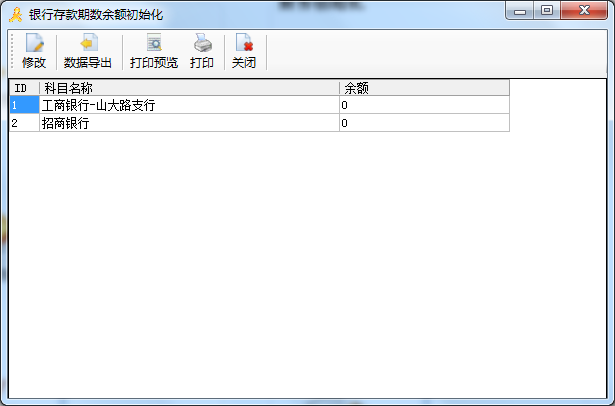 银行存款期数余额初始化
修改 数据导出 打印预览 打印 关闭
ID 科目名称 余额
1 工商银行-山大路支行 0
2 招商银行 0